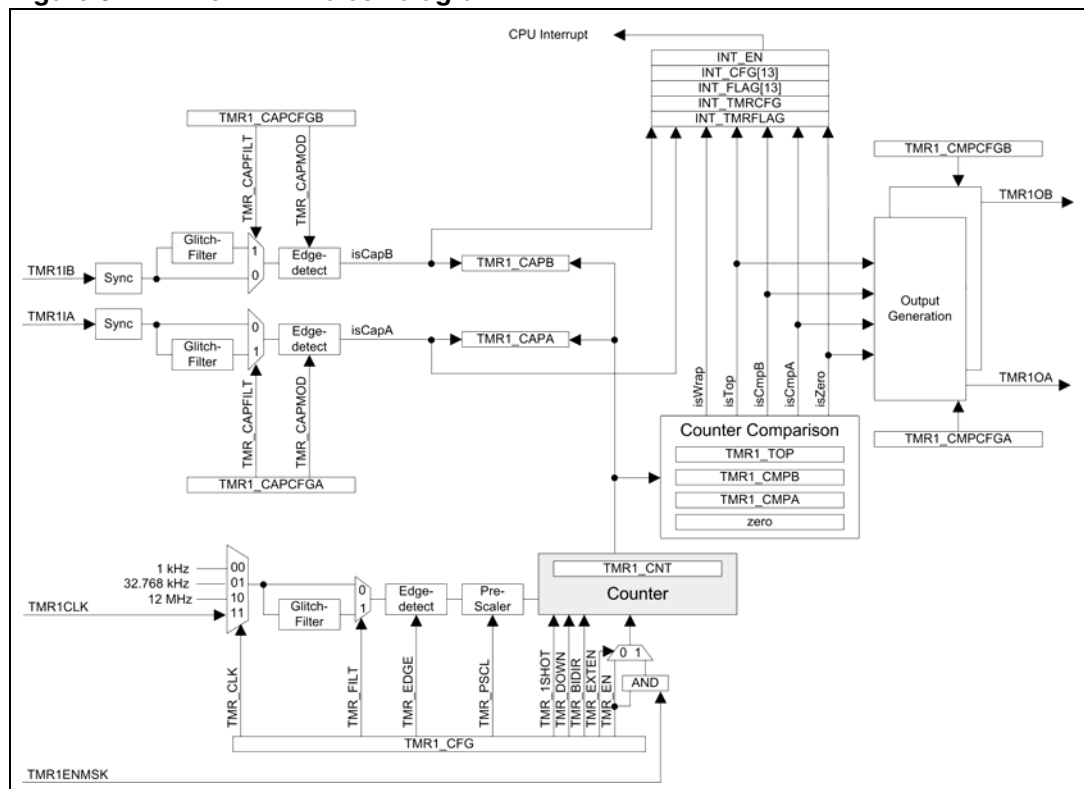 CPU Interrupt
INT_EN
INT_CFG[13]
INT_FLAG[13]
INT_TMRCFG
INT_TMRFLAG
TMR1_CAPCFGB
TMR_CAPFILT
TMR_CAPMOD
TMR1_CMPCFGB
TMR1OB
TMR1IB
Sync
Glitch-
Filter
1
0
Edge-
detect
isCapB
TMR1_CAPB
TMR1IA
Sync
Glitch-
Filter
0
1
Edge-
detect
isCapA
TMR1_CAPA
Output
Generation
TMR1OA
TMR_CAPFILT
TMR_CAPMOD
TMR1_CAPCFGA
isWrap
isTop
isCmpB
isCmpA
isZero
TMR1_CMPCFGA
Counter Comparison
TMR1_TOP
TMR1_CMPB
TMR1_CMPA
zero
1 kHz
32.768 kHz
12 MHz
TMR1CLK
00
01
10
11
Glitch-
Filter
0
1
Edge-
detect
Pre-
Scaler
TMR1_CNT
Counter
0 1
AND
TMR_CLK
TMR_FILT
TMR_EDGE
TMR_PSCL
TMR_1SHOT
TMR_DOWN
TMR_BIDIR
TMR_EXTEN
TMR_EN
TMR1_CFG
TMR1ENMSK